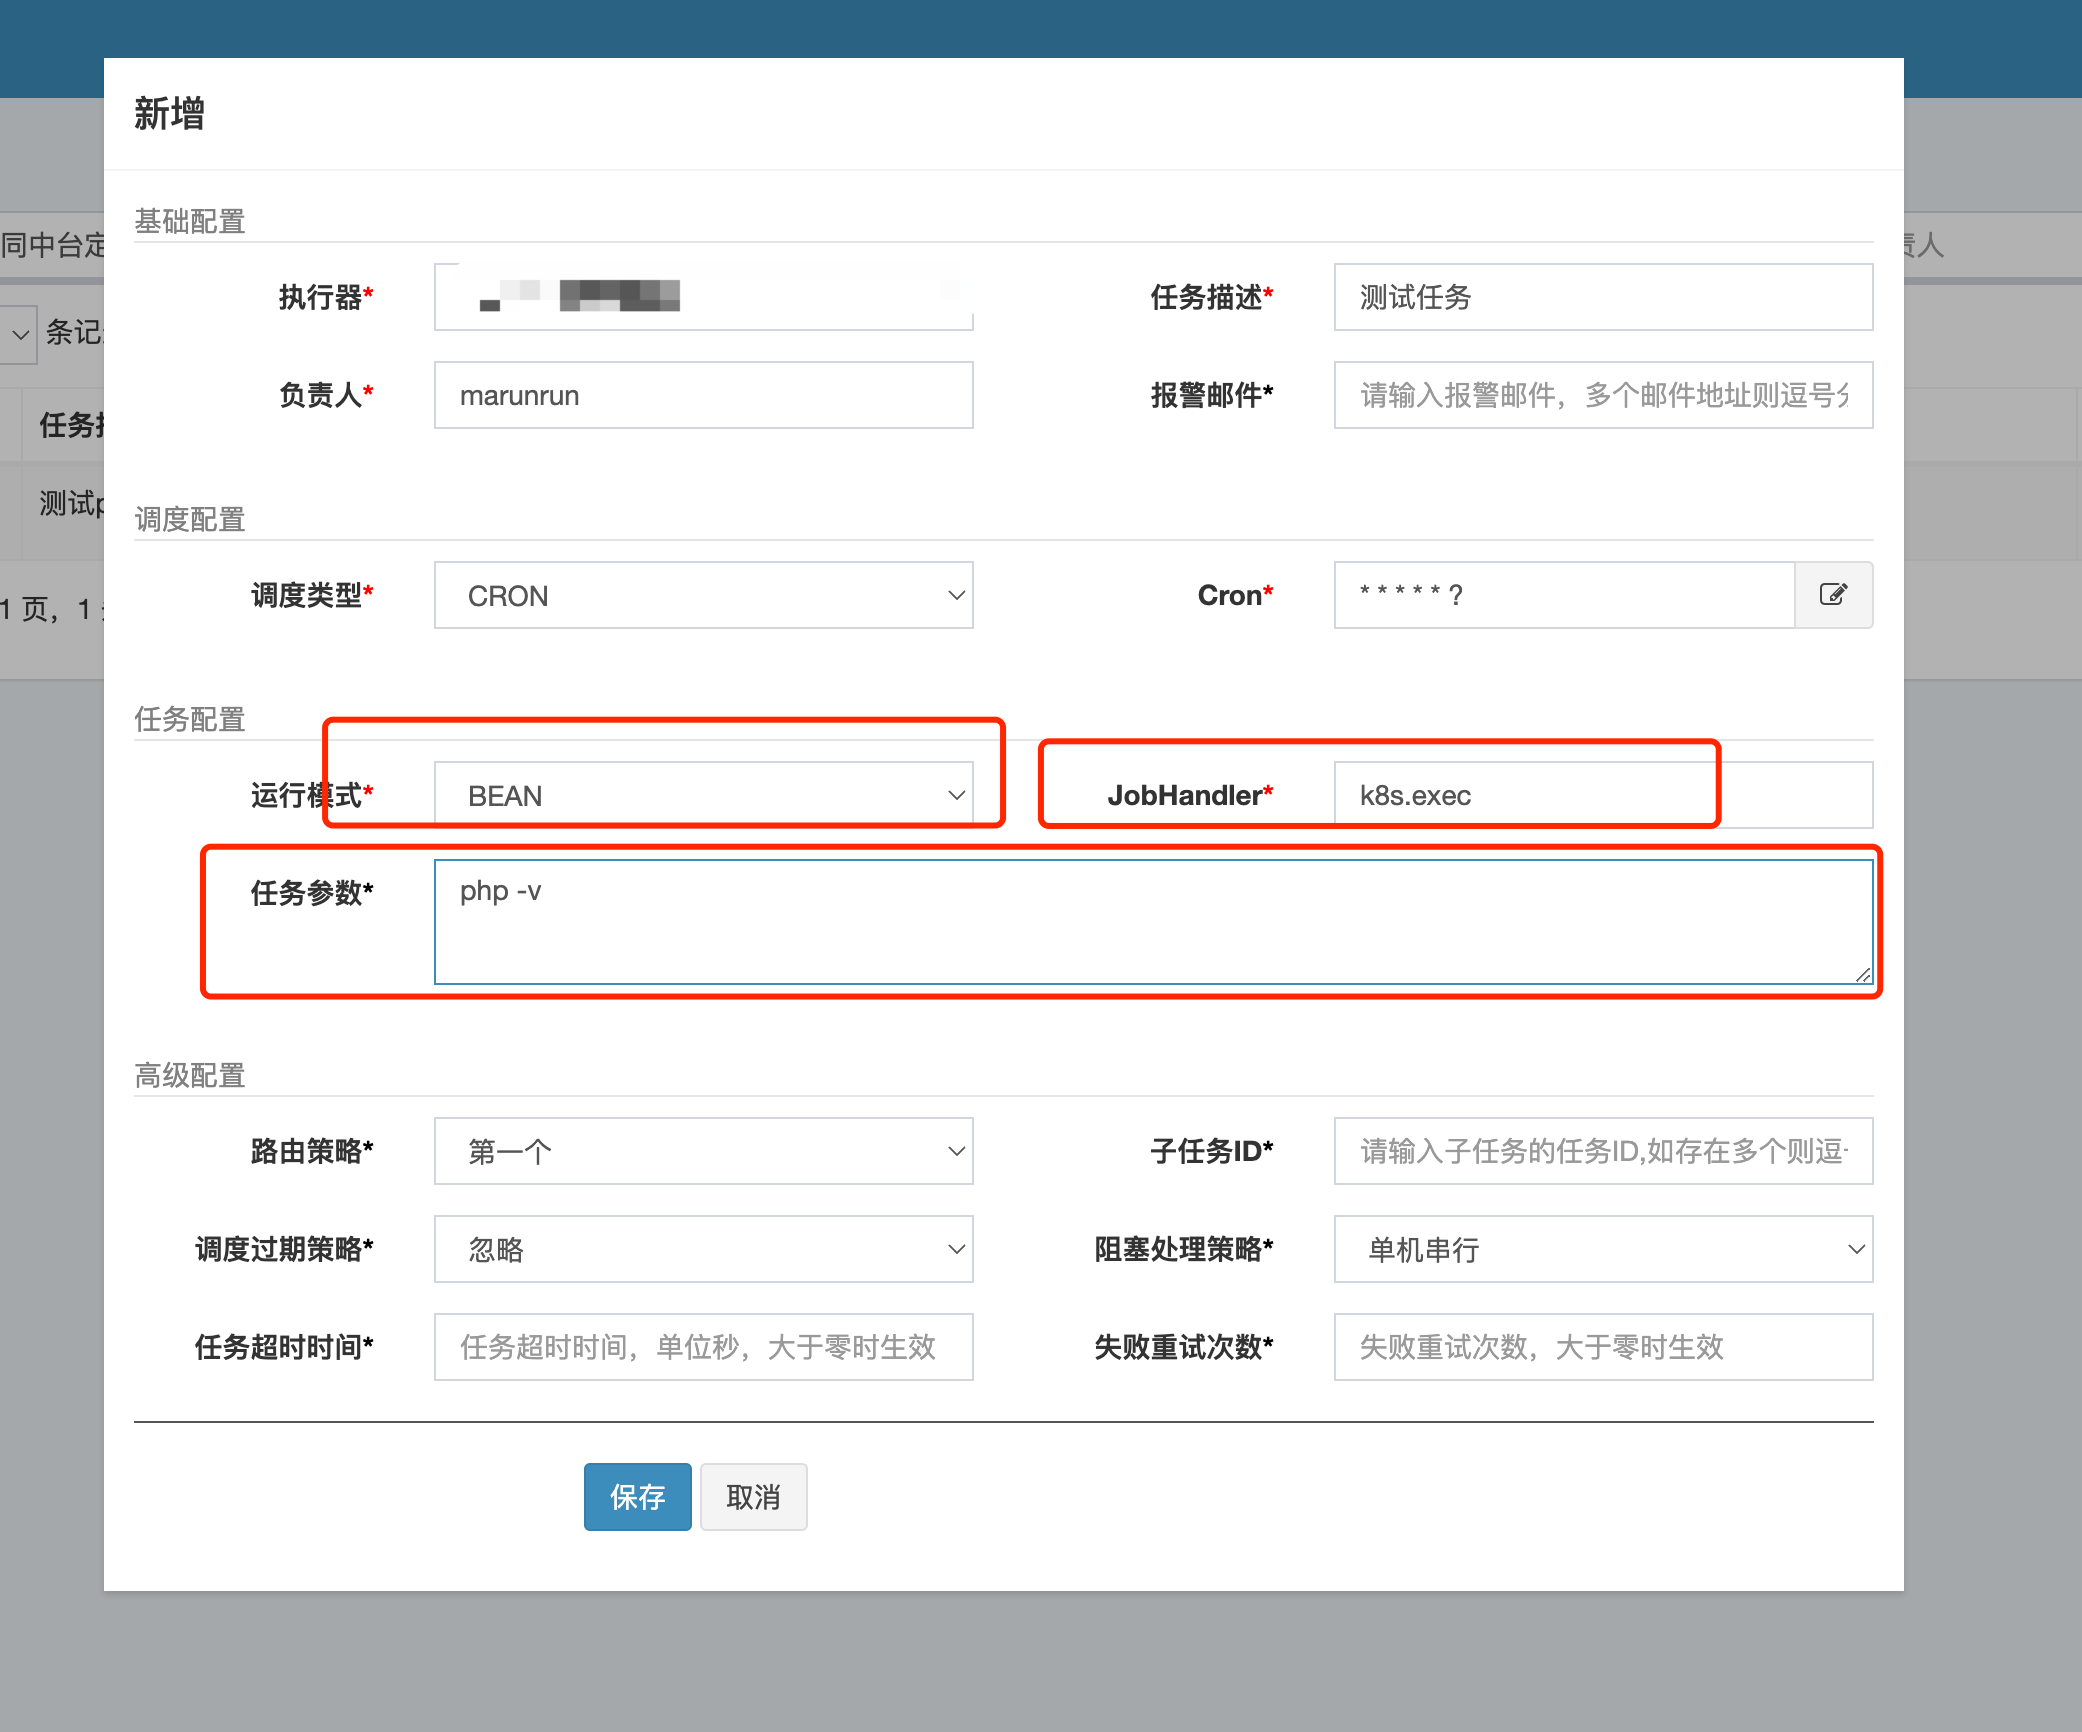 新增
基础配置
同中台定
责人
执行器*
任务描述* 测试任务
条记
负责人* marunrun
报警邮件* 请输入报警邮件，多个邮件地址则逗号分
任务
测试p
调度配置
调度类型* CRON
Cron* * * * * * ?
1 页，1
任务配置
运行模式* BEAN
JobHandler* k8s.exec
任务参数* php -v
高级配置
路由策略* 第一个
子任务ID* 请输入子任务的任务ID,如存在多个则逗
调度过期策略* 忽略
阻塞处理策略* 单机串行
任务超时时间* 任务超时时间，单位秒，大于零时生效
失败重试次数* 失败重试次数，大于零时生效
保存 取消